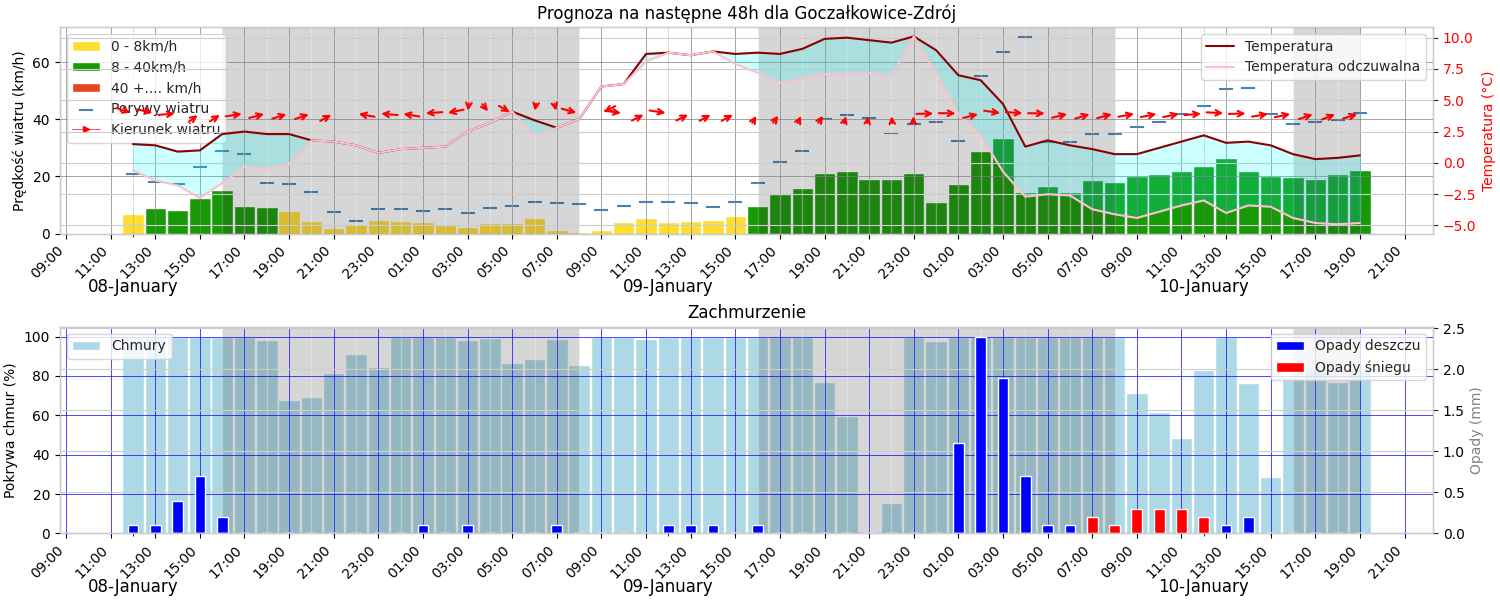 Prognoza na następne 48h dla Goczałkowice-Zdrój
Prędkość wiatru (km/h)
0 20 40 60
0 - 8km/h
8 - 40km/h
40 +.... km/h
Porywy wiatru
Kierunek wiatru
Temperatura
Temperatura odczuwalna
10.0 7.5 5.0 2.5 0.0 −2.5 −5.0
Temperatura (°C)
09:00 11:00 13:00 15:00 17:00 19:00 21:00 23:00 01:00 03:00 05:00 07:00 09:00 11:00 13:00 15:00 17:00 19:00 21:00 23:00 01:00 03:00 05:00 07:00 09:00 11:00 13:00 15:00 17:00 19:00 21:00
08-January 09-January 10-January
Zachmurzenie
Pokrywa chmur (%)
0 20 40 60 80 100
Chmury
Opady deszczu
Opady śniegu
2.5 2.0 1.5 1.0 0.5 0.0
Opady (mm)
09:00 11:00 13:00 15:00 17:00 19:00 21:00 23:00 01:00 03:00 05:00 07:00 09:00 11:00 13:00 15:00 17:00 19:00 21:00 23:00 01:00 03:00 05:00 07:00 09:00 11:00 13:00 15:00 17:00 19:00 21:00
08-January 09-January 10-January